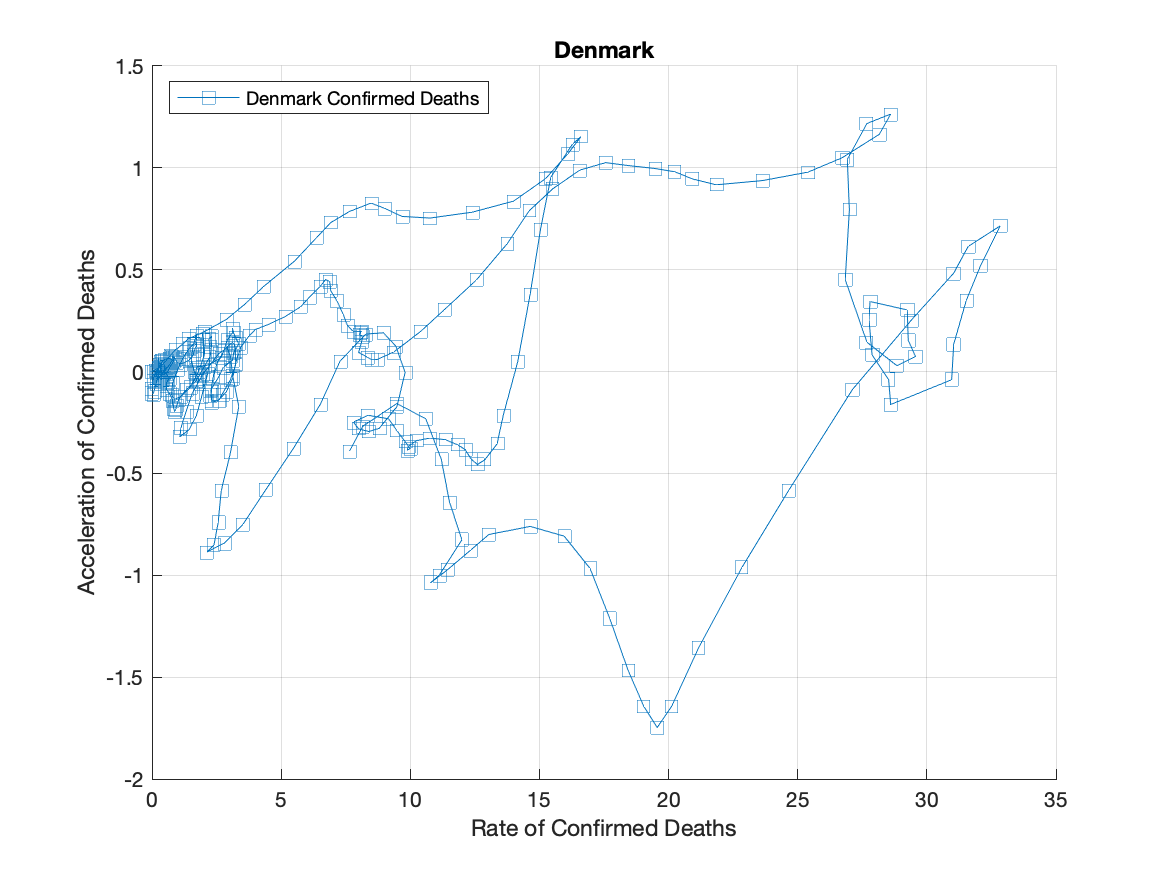 Denmark
Denmark Confirmed Deaths
1.5
1
0.5
0
-0.5
-1
-1.5
-2
Acceleration of Confirmed Deaths
0 5 10 15 20 25 30 35
Rate of Confirmed Deaths